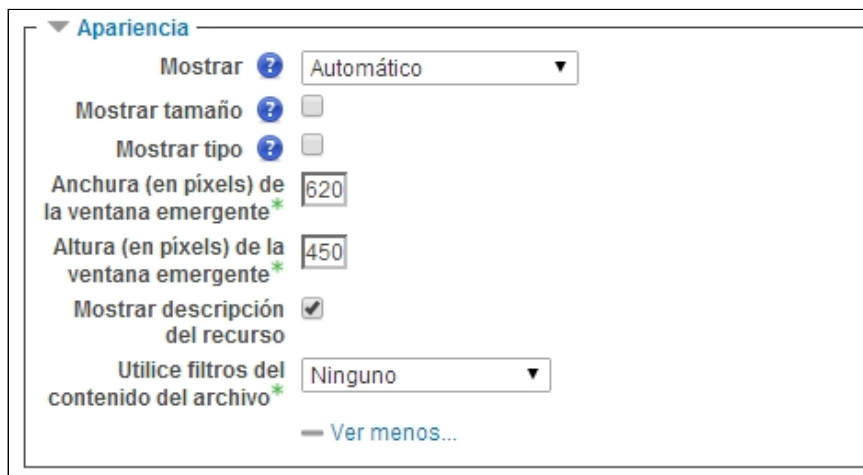 Apariencia
Mostrar ? Automático
Mostrar tamaño ?
Mostrar tipo ?
Anchura (en píxels) de 620
la ventana emergente*
Altura (en píxels) de la 450
ventana emergente*
Mostrar descripción
del recurso
Utilice filtros del Ninguno
contenido del archivo*
Ver menos...